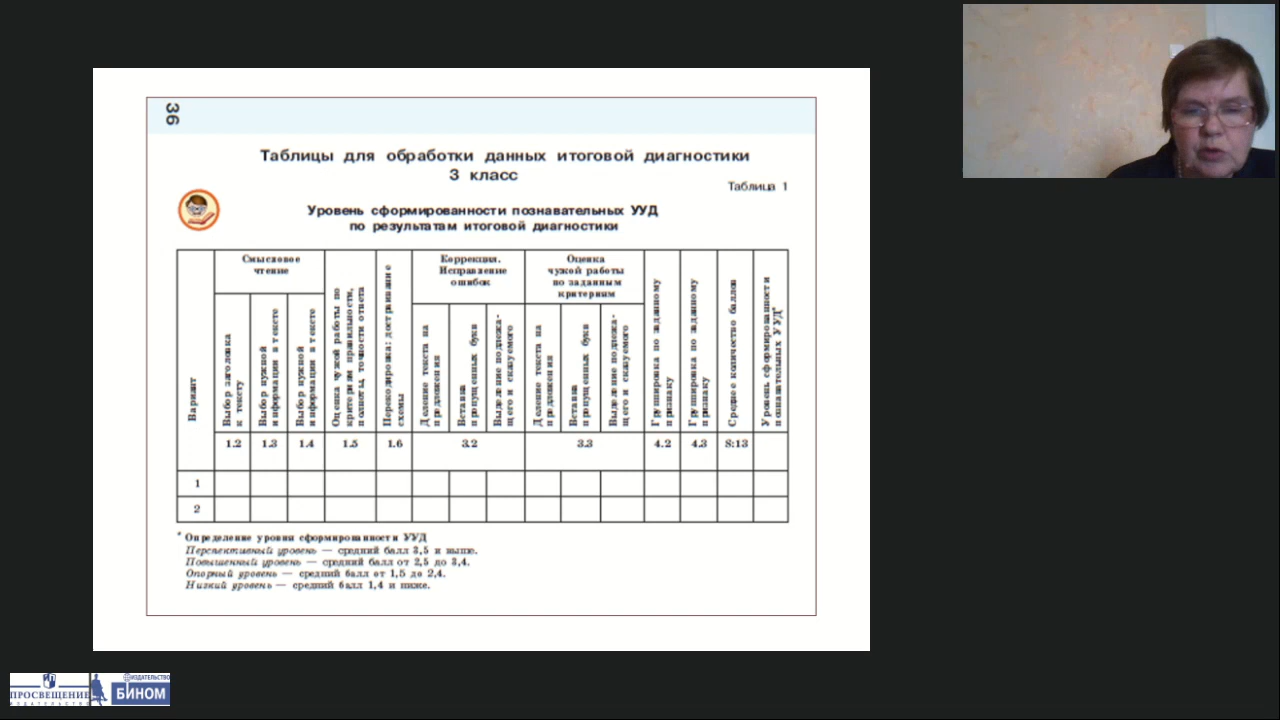 36
Таблицы для обработки данных итоговой диагностики
3 класс
Таблица 1
Уровень сформированности познавательных УУД
по результатам итоговой диагностики
Вариант
Смысловое
чтение
Выбор заголовка
к тексту
Выбор нужной
информации в тексте
Выбор нужной
информации в тексте
Оценка чужой работы по
критериям правильности,
полноты, точности ответа
Перекодировка: достраивание
схемы
Коррекция.
Исправление
ошибок
Деление текста на
предложения
Вставка
пропущенных букв
Выделение подлежа-
щего и сказуемого
Оценка
чужой работы
по заданным
критериям
Деление текста на
предложения
Вставка
пропущенных букв
Выделение подлежа-
щего и сказуемого
Группировка по заданному
признаку
Группировка по заданному
признаку
Среднее количество баллов
Уровень сформированности
познавательных УУД*
1.2 1.3 1.4 1.5 1.6 3.2 3.3 4.2 4.3 S:13
1
2
* Определение уровня сформированности УУД
Перспективный уровень — средний балл 3,5 и выше.
Повышенный уровень — средний балл от 2,5 до 3,4.
Опорный уровень — средний балл от 1,5 до 2,4.
Низкий уровень — средний балл 1,4 и ниже.
ПРОСВЕЩЕНИЕ
ИЗДАТЕЛЬСТВО
ИЗДАТЕЛЬСТВО
БИНОМ